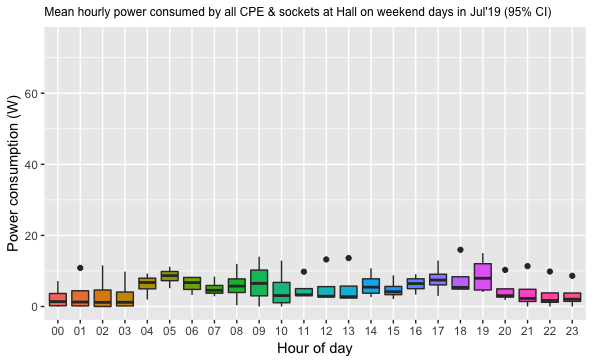 Mean hourly power consumed by all CPE & sockets at Hall on weekend days in Jul'19 (95% CI)
Power consumption (W)
60
40
20
0
00 01 02 03 04 05 06 07 08 09 10 11 12 13 14 15 16 17 18 19 20 21 22 23
Hour of day